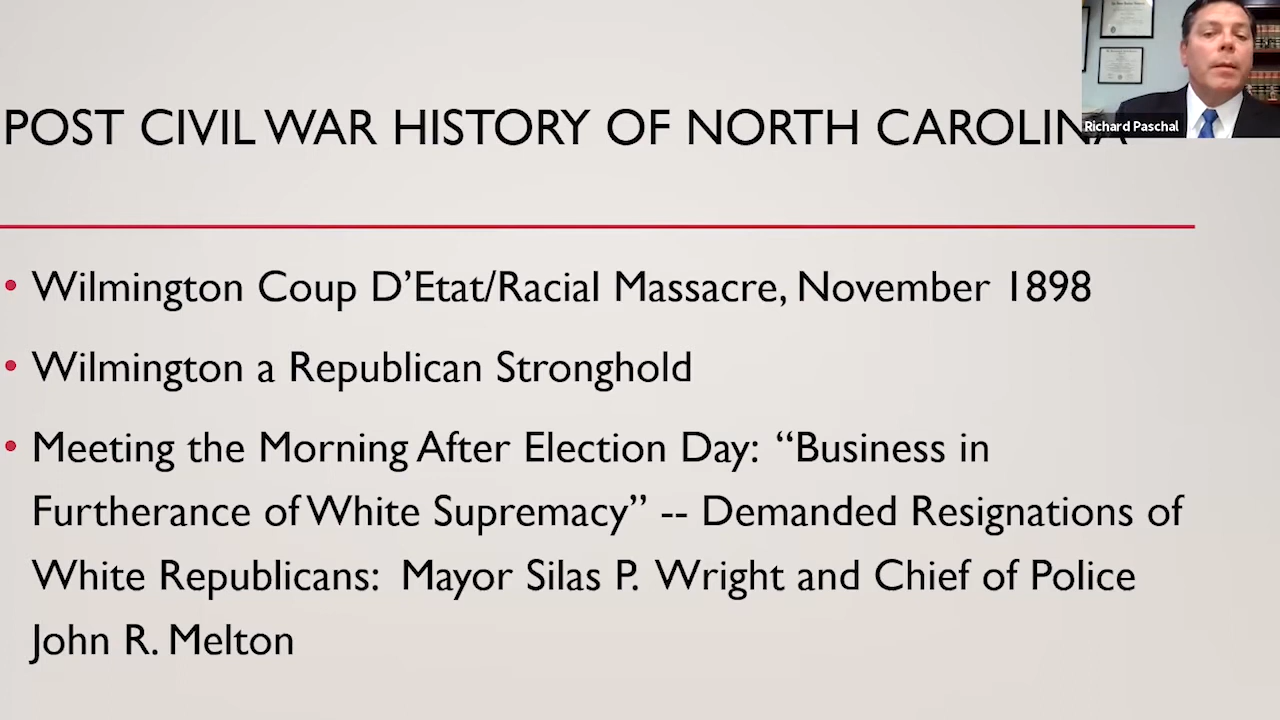 POST CIVIL WAR HISTORY OF NORTH CAROLINA
Richard Paschal
• Wilmington Coup D’Etat/Racial Massacre, November 1898
• Wilmington a Republican Stronghold
• Meeting the Morning After Election Day: “Business in
Furtherance of White Supremacy” -- Demanded Resignations of
White Republicans: Mayor Silas P. Wright and Chief of Police
John R. Melton